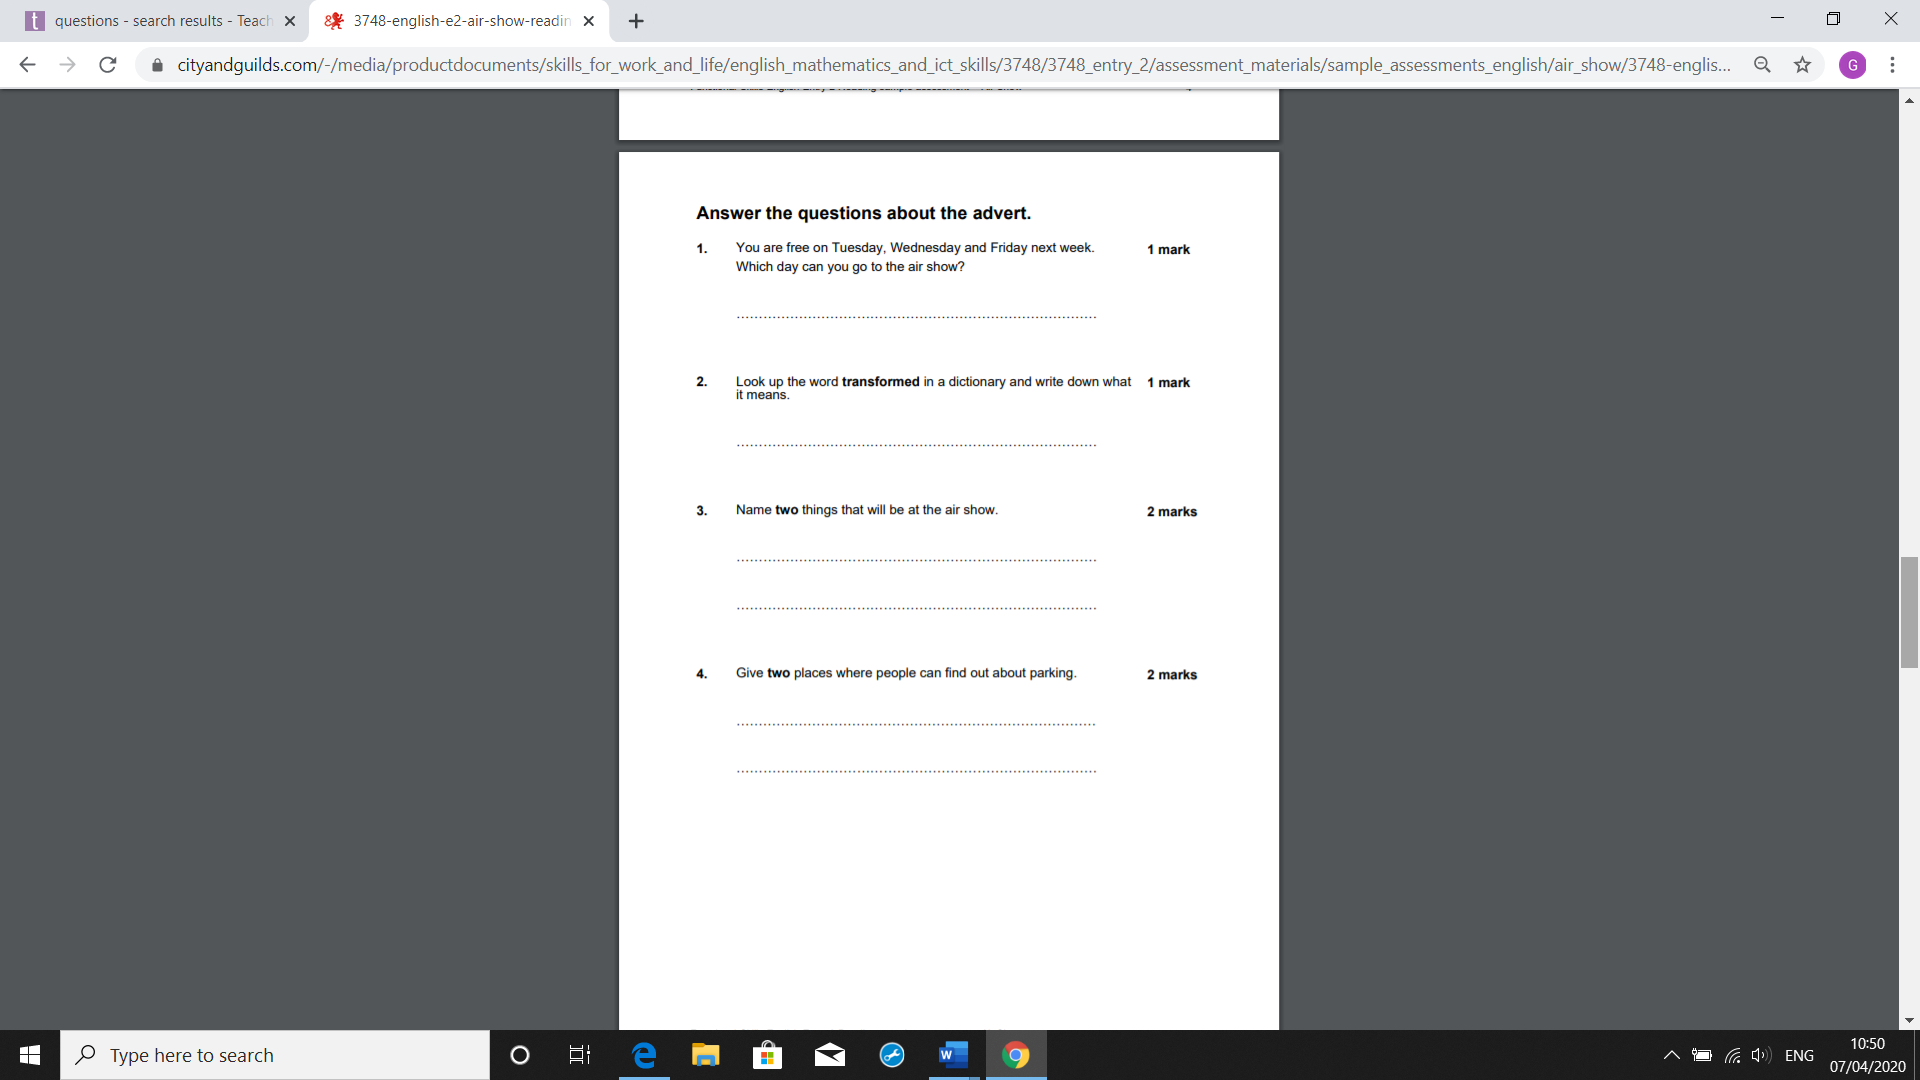 questions - search results - Teach
3748-english-e2-air-show-readin
cityandguilds.com/-/media/productdocuments/skills_for_work_and_life/english_mathematics_and_ict_skills/3748/3748_entry_2/assessment_materials/sample_assessments_english/air_show/3748-englis...
G
Answer the questions about the advert.
1. You are free on Tuesday, Wednesday and Friday next week. 1 mark
Which day can you go to the air show?
2. Look up the word transformed in a dictionary and write down what 1 mark
it means.
3. Name two things that will be at the air show. 2 marks
4. Give two places where people can find out about parking. 2 marks
Type here to search
ENG
10:50
07/04/2020